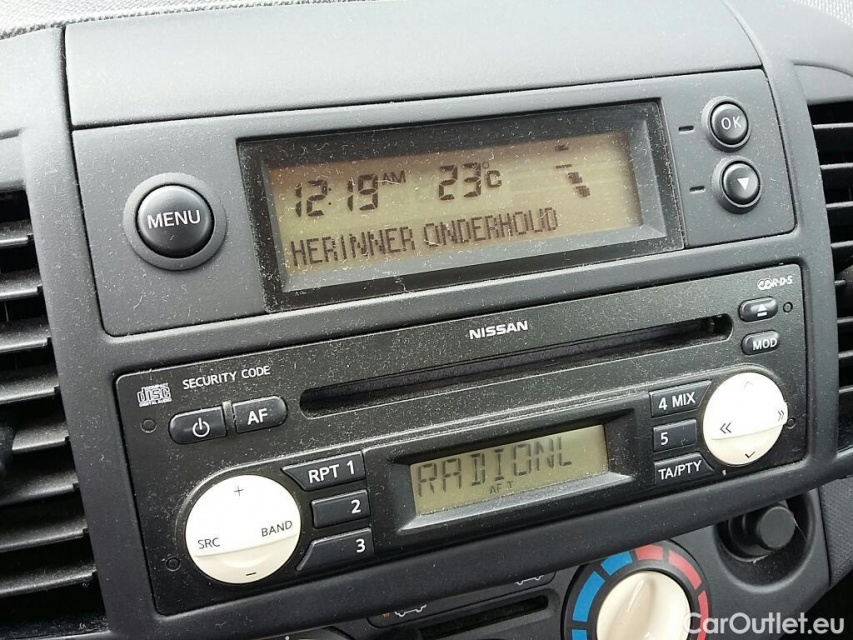 OK
12:19 AM 23°C
MENU
HERINNER ONDERHOUD
NISSAN
SECURITY CODE
AF
MOD
4 MIX
RPT 1
RADIONL
5
AF
2
TA/PTY
+
SRC BAND
3
-
CarOutlet.eu